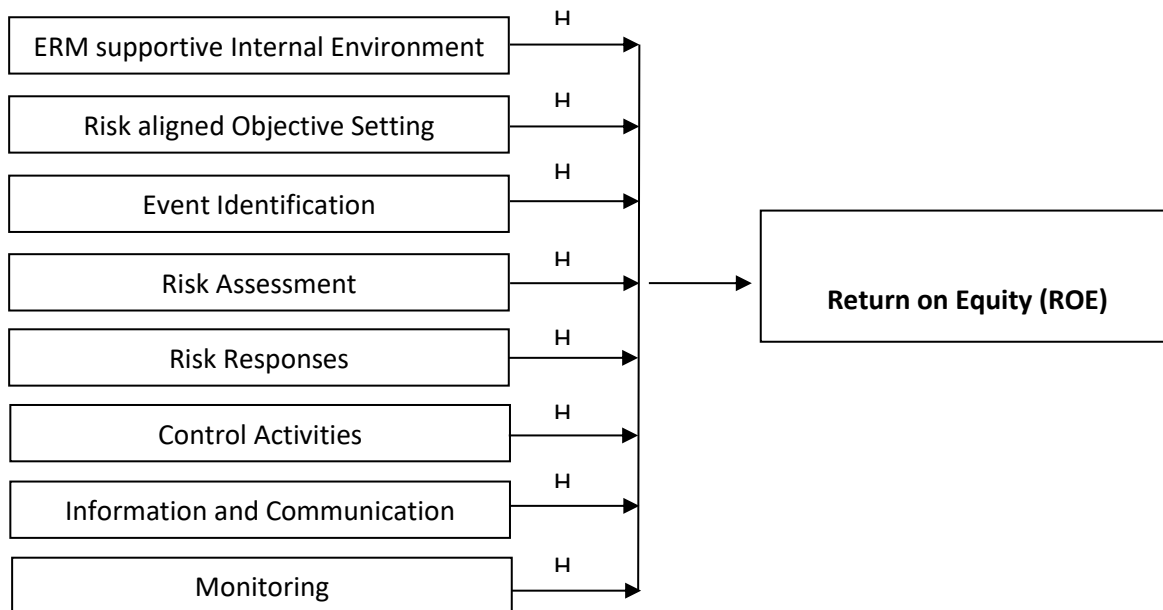 H
ERM supportive Internal Environment
H
Risk aligned Objective Setting
H
Event Identification
H
Risk Assessment
H
Risk Responses
H
Control Activities
H
Information and Communication
H
Monitoring
Return on Equity (ROE)